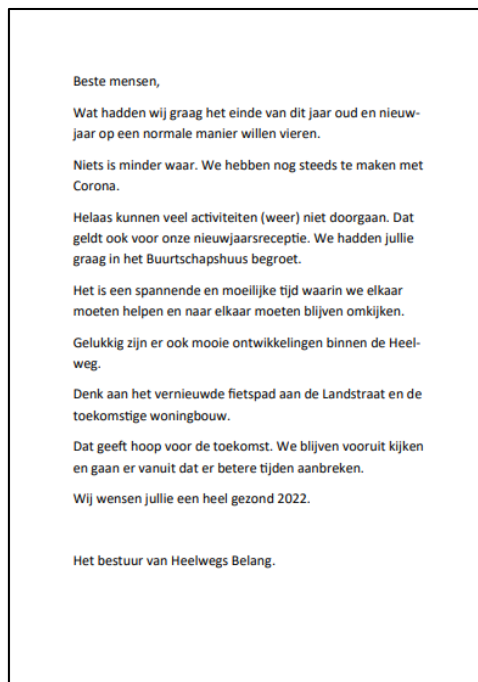 Beste mensen,
Wat hadden wij graag het einde van dit jaar oud en nieuw-
jaar op een normale manier willen vieren.
Niets is minder waar. We hebben nog steeds te maken met
Corona.
Helaas kunnen veel activiteiten (weer) niet doorgaan. Dat
geldt ook voor onze nieuwjaarsreceptie. We hadden jullie
graag in het Buurtschapshuus begroet.
Het is een spannende en moeilijke tijd waarin we elkaar
moeten helpen en naar elkaar moeten blijven omkijken.
Gelukkig zijn er ook mooie ontwikkelingen binnen de Heel-
weg.
Denk aan het vernieuwde fietspad aan de Landstraat en de
toekomstige woningbouw.
Dat geeft hoop voor de toekomst. We blijven vooruit kijken
en gaan er vanuit dat er betere tijden aanbreken.
Wij wensen jullie een heel gezond 2022.
Het bestuur van Heelwegs Belang.